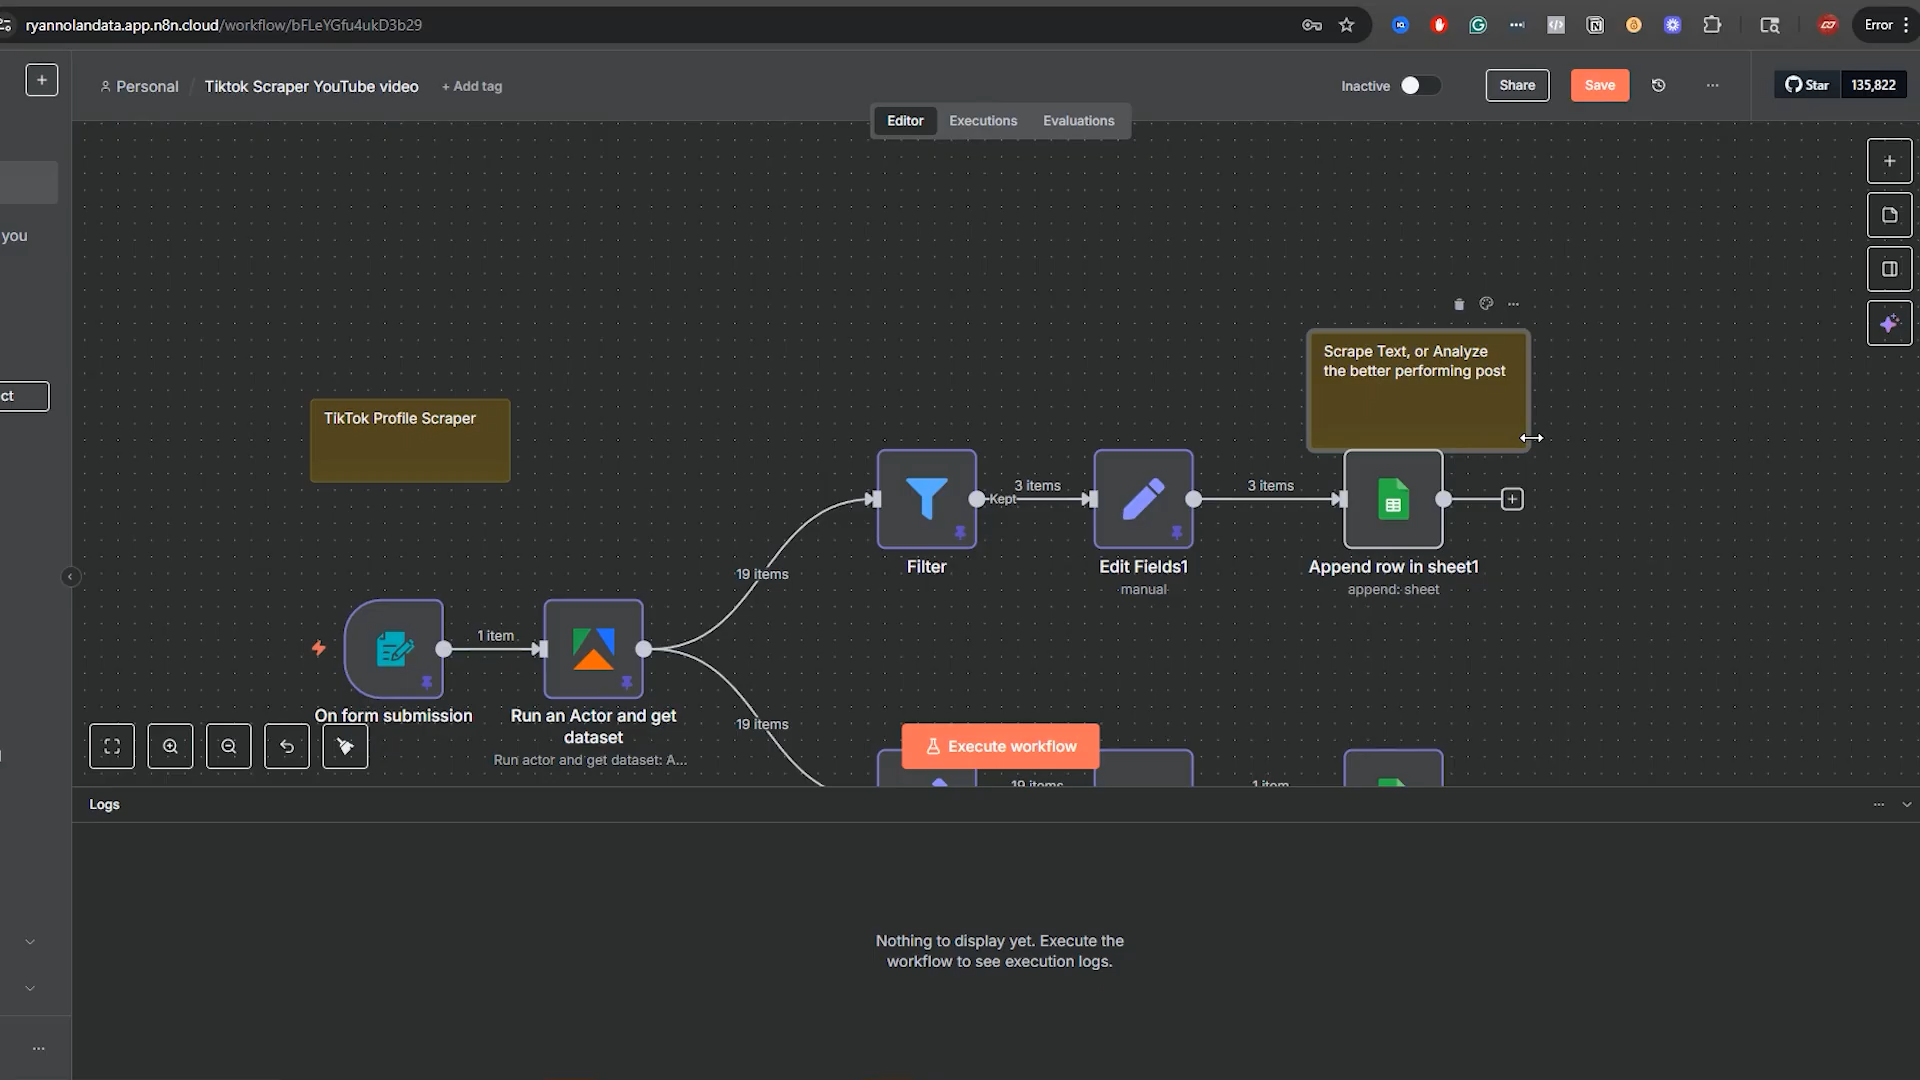 ryannolandata.app.n8n.cloud/workflow/bFLeYGfu4ukD3b29
Error
Personal / Tiktok Scraper YouTube video + Add tag
Inactive
Share
Save
Star 135,822
Editor Executions Evaluations
you
ct
Scrape Text, or Analyze
the better performing post
TikTok Profile Scraper
Kept
3 items
3 items
Filter
Edit Fields1
manual
Append row in sheet1
append: sheet
19 items
1 item
On form submission
Run an Actor and get
dataset
Run actor and get dataset: A...
19 items
Execute workflow
19 items
1 item
Logs
Nothing to display yet. Execute the
workflow to see execution logs.